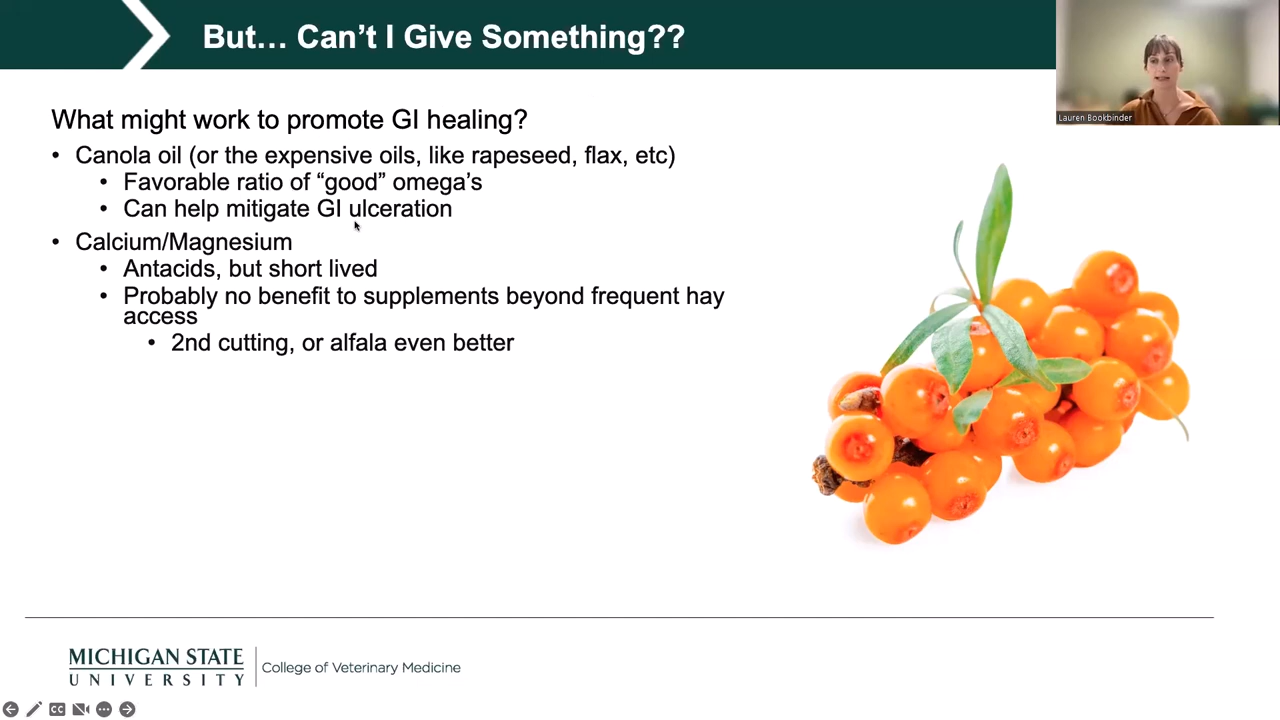 But… Can’t I Give Something??
Lauren Bookbinder
What might work to promote GI healing?
• Canola oil (or the expensive oils, like rapeseed, flax, etc)
• Favorable ratio of “good” omega’s
• Can help mitigate GI ulceration
• Calcium/Magnesium
• Antacids, but short lived
• Probably no benefit to supplements beyond frequent hay
access
• 2nd cutting, or alfala even better
MICHIGAN STATE
UNIVERSITY
College of Veterinary Medicine
CC